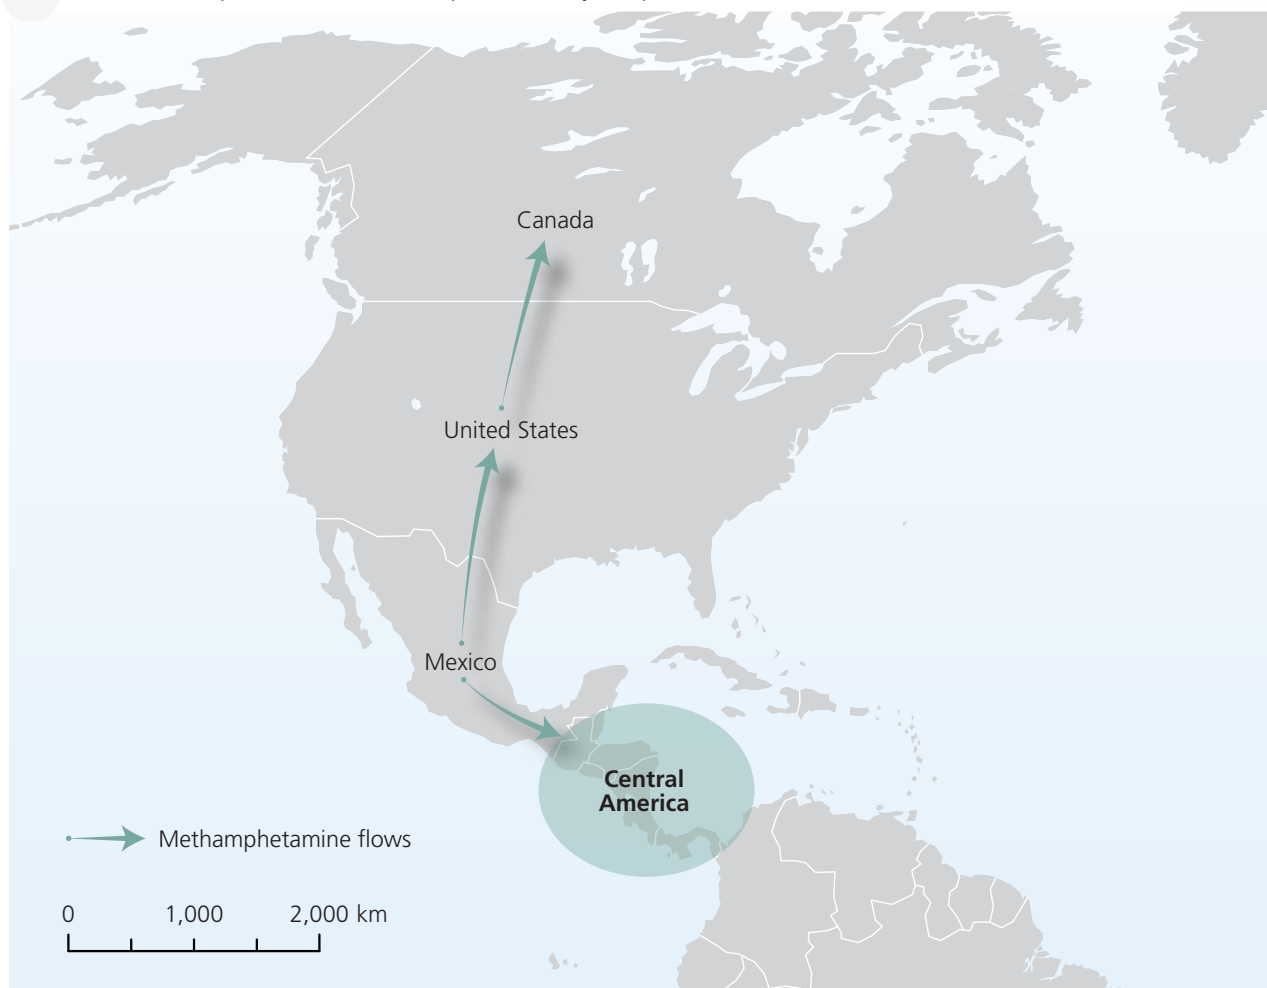 Canada
United States
Mexico
Central
America
Methamphetamine flows
0 1,000 2,000 km